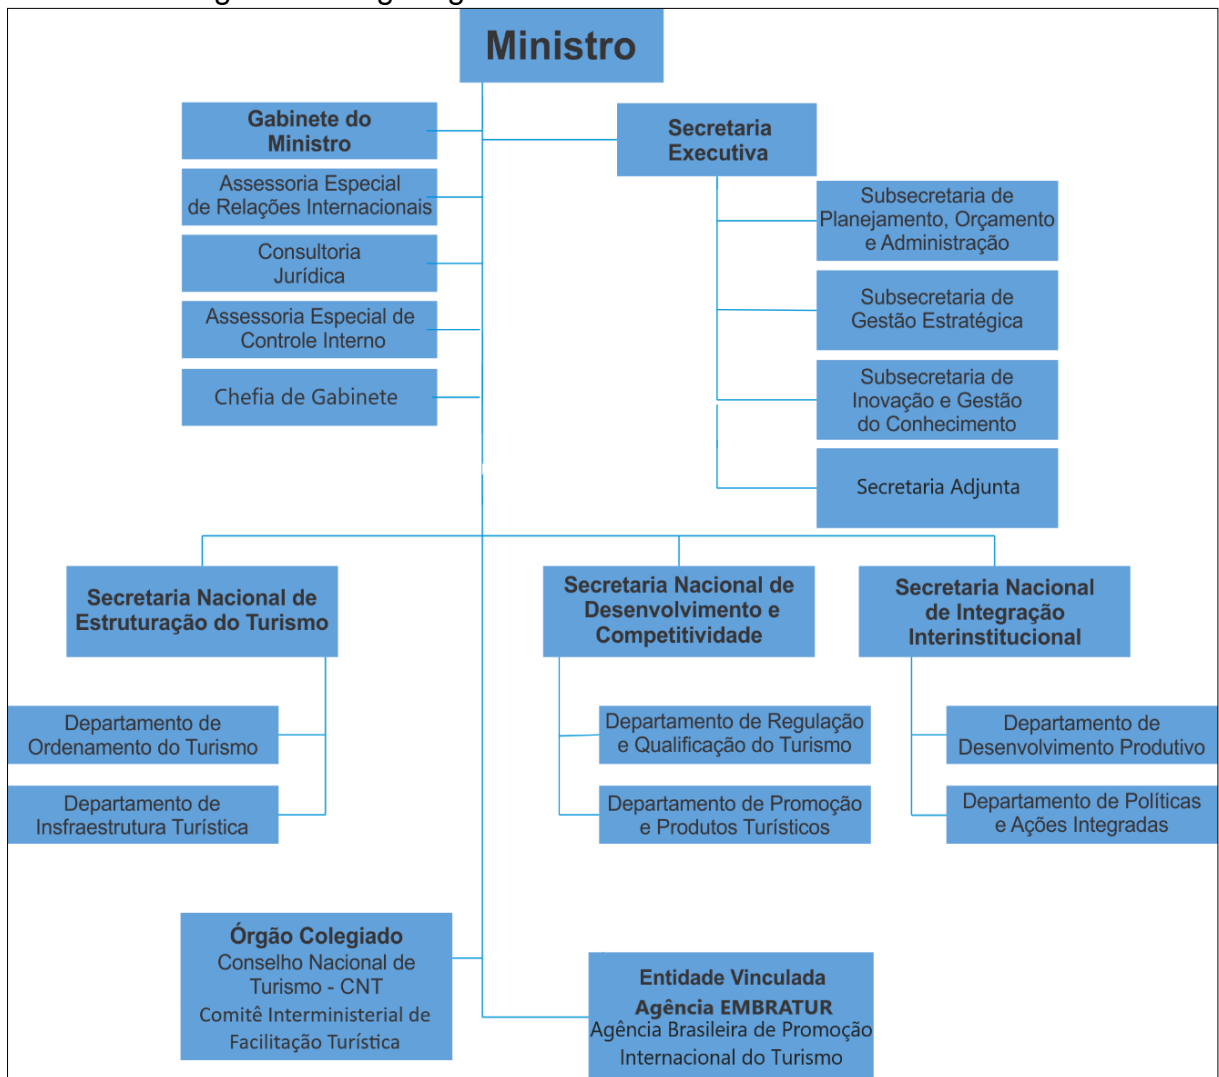 Ministro
Gabinete do
Ministro
Secretaria
Executiva
Assessoria Especial
de Relações Internacionais
Subsecretaria de
Planejamento, Orçamento
e Administração
Consultoria
Jurídica
Subsecretaria de
Gestão Estratégica
Assessoria Especial de
Controle Interno
Chefia de Gabinete
Subsecretaria de
Inovação e Gestão
do Conhecimento
Secretaria Adjunta
Secretaria Nacional de
Estruturação do Turismo
Secretaria Nacional de
Desenvolvimento e
Competitividade
Secretaria Nacional
de Integração
Interinstitucional
Departamento de
Ordenamento do Turismo
Departamento de Regulação
e Qualificação do Turismo
Departamento de
Desenvolvimento Produtivo
Departamento de
Insfraestrutura Turística
Departamento de Promoção
e Produtos Turísticos
Departamento de Políticas
e Ações Integradas
Órgão Colegiado
Conselho Nacional de
Turismo - CNT
Comitê Interministerial de
Facilitação Turística
Entidade Vinculada
Agência EMBRATUR
Agência Brasileira de Promoção
Internacional do Turismo